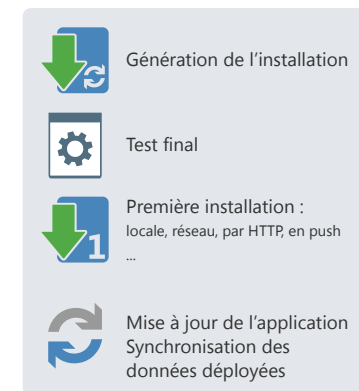 Génération de l'installation
Test final
1
Première installation :
locale, réseau, par HTTP, en push
...
Mise à jour de l'application
Synchronisation des
données déployées